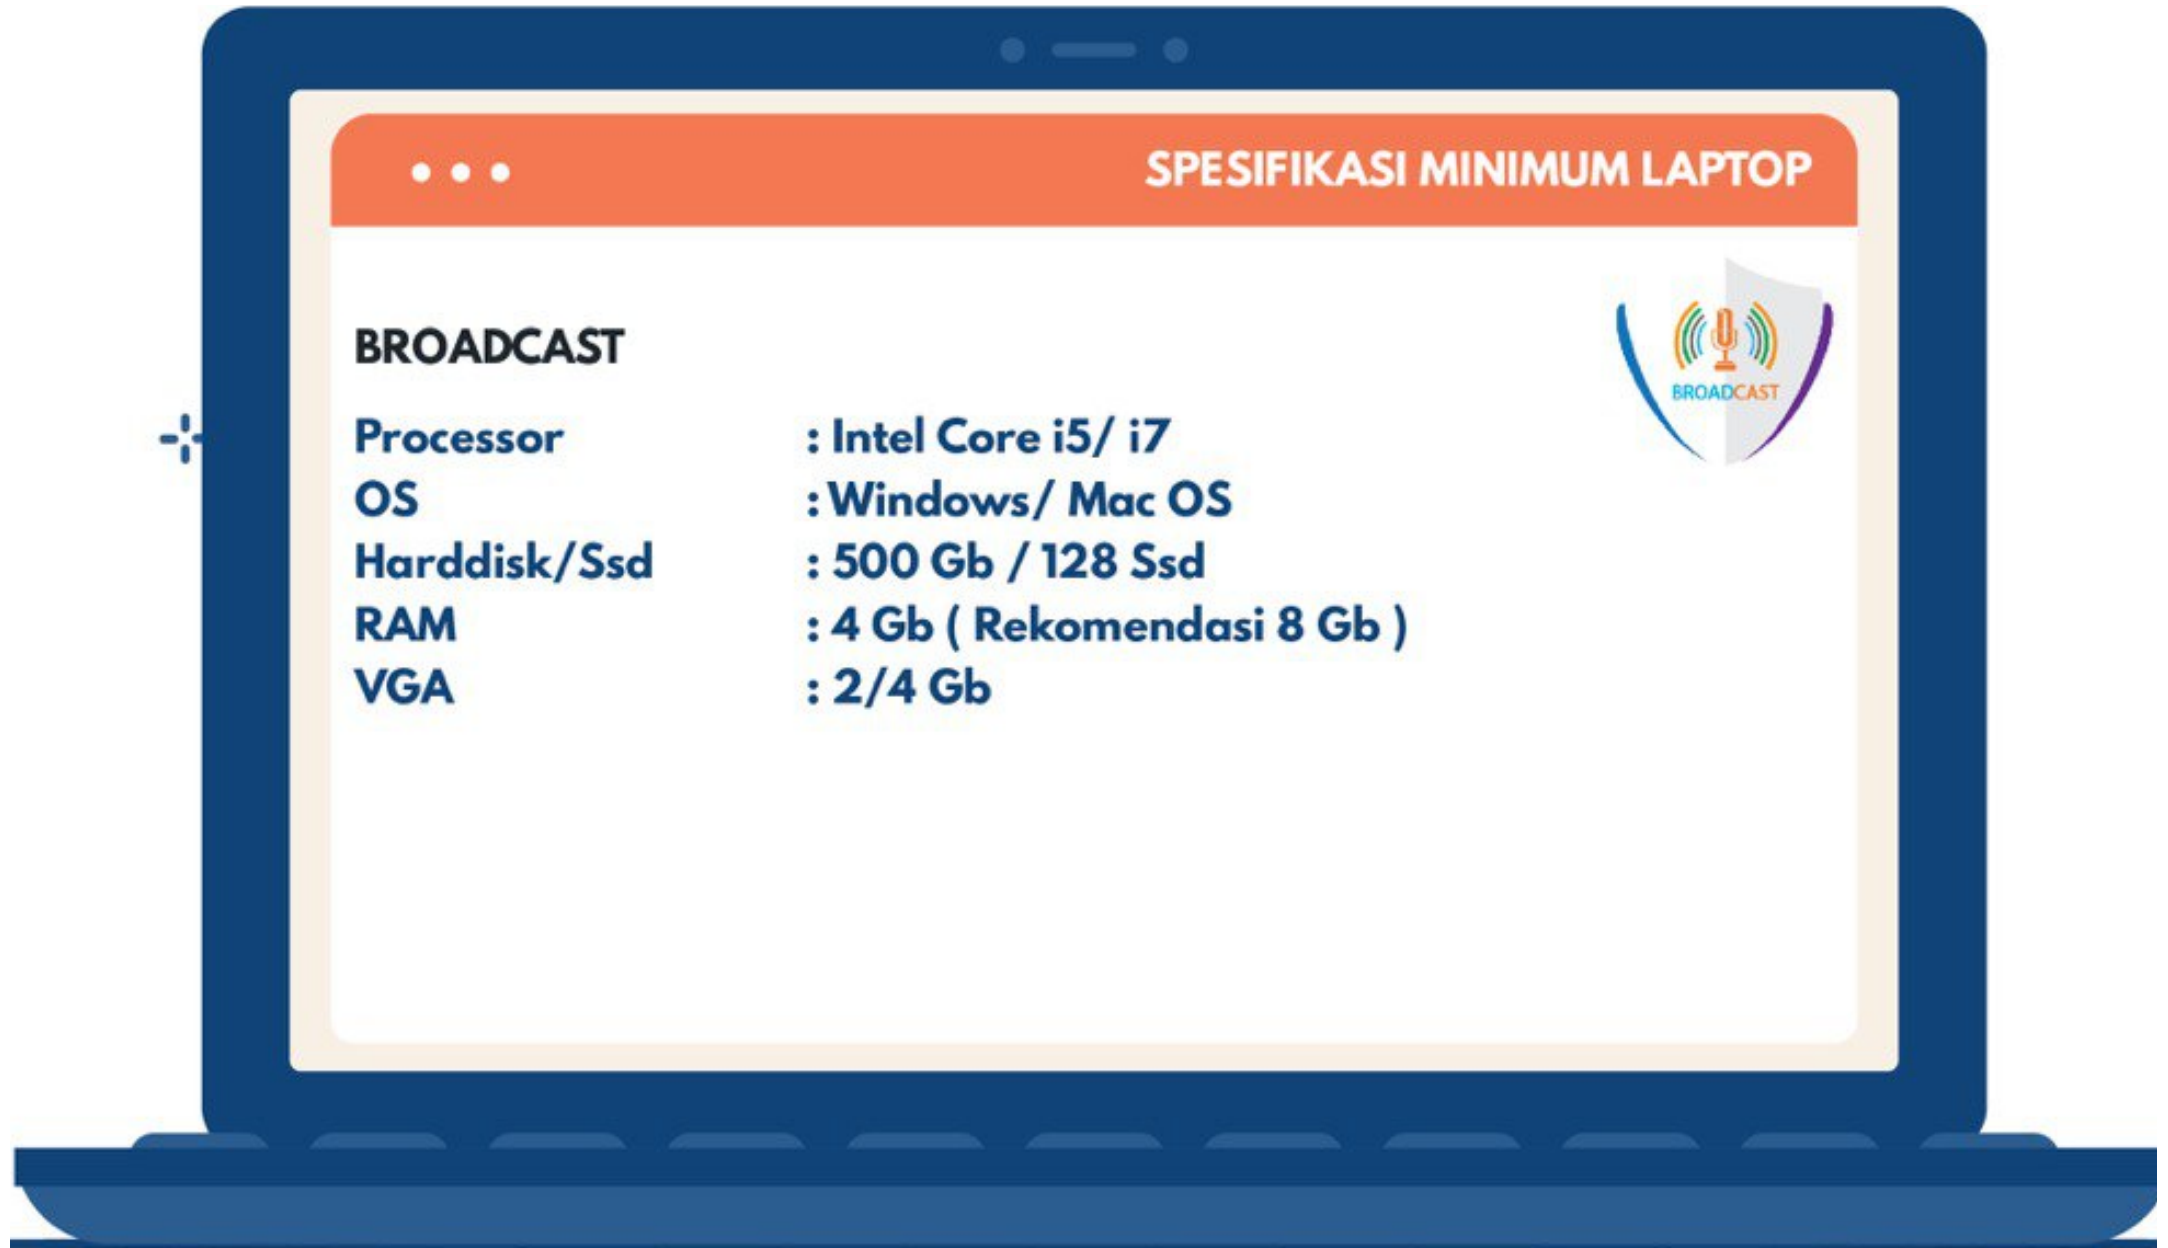 SPESIFIKASI MINIMUM LAPTOP
BROADCAST
BROADCAST
Processor : Intel Core i5/ i7
OS : Windows/ Mac OS
Harddisk/Ssd : 500 Gb / 128 Ssd
RAM : 4 Gb ( Rekomendasi 8 Gb )
VGA : 2/4 Gb